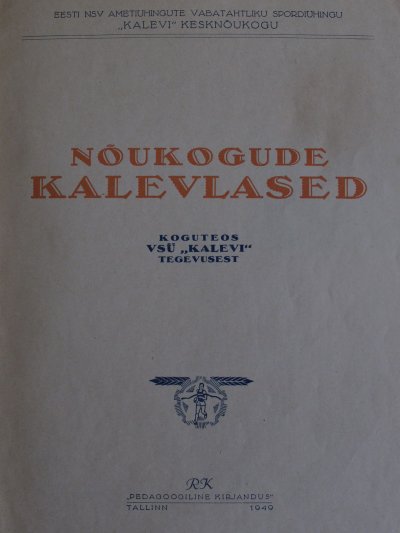 EESTI NSV AMETIÜHINGUTE VABATAHTLIKU SPORDIÜHINGU
„KALEVI" KESKNÕUKOGU
NÕUKOGUDE
KALEVLASED
KOGUTEOS
VSÜ „KALEVI"
TEGEVUSEST
RK
„PEDAGOOGILINE KIRJANDUS"
TALLINN 1949